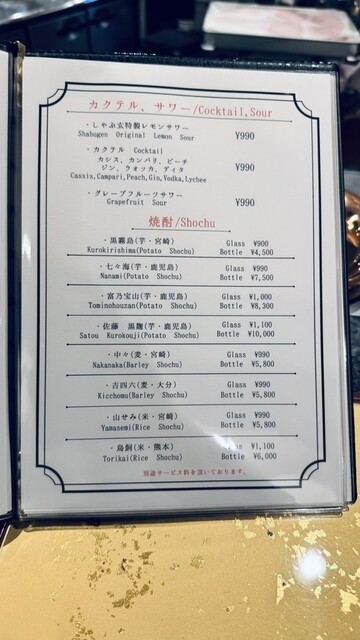 カクテル、サワー/Cocktail,Sour
・しゃぶ玄特製レモンサワー
Shabugen Original Lemon Sour
¥990
・カクテル Cocktail
カシス、カンパリ、ピーチ
ジン、ウォッカ、ディタ
Cassis,Campari,Peach,Gin,Vodka,Lychee
¥990
・グレープフルーツサワー
Grapefruit Sour
¥990
焼酎/Shochu
・黒霧島(芋・宮崎) Glass ¥900
Kurokirishima(Potato Shochu) Bottle ¥4,500
・七々海(芋・鹿児島) Glass ¥990
Nanami(Potato Shochu) Bottle ¥7,500
・富乃宝山(芋・鹿児島) Glass ¥1,000
Tominohouzan(Potato Shochu) Bottle ¥8,300
・佐藤 黒麹(芋・鹿児島) Glass ¥1,100
Satou Kurokouji(Potato Shochu) Bottle ¥10,000
・中々(麦・宮崎) Glass ¥990
Nakanaka(Barley Shochu) Bottle ¥5,800
・吉四六(麦・大分) Glass ¥990
Kicchomu(Barley Shochu) Bottle ¥5,800
・山せみ(米・宮崎) Glass ¥990
Yamasemi(Rice Shochu) Bottle ¥5,800
・鳥飼(米・熊本) Glass ¥1,100
Torikai(Rice Shochu) Bottle ¥6,000
別途サービス料を頂いております。